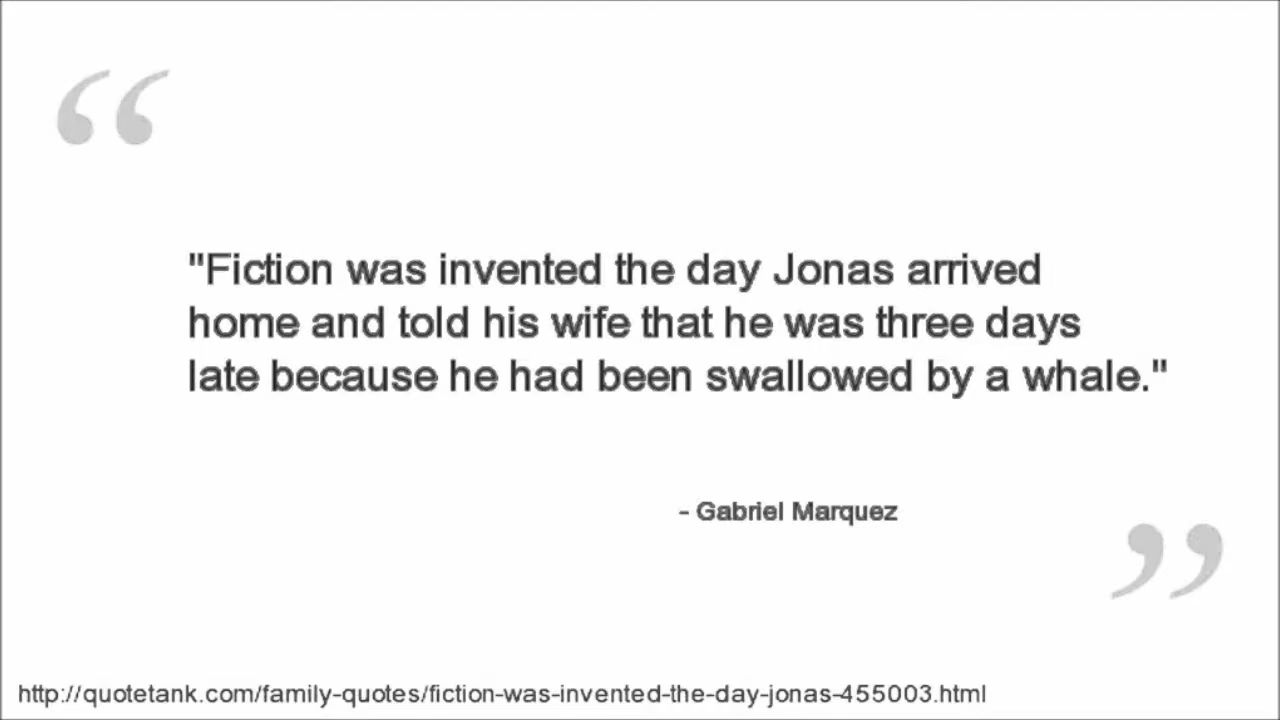 "Fiction was invented the day Jonas arrived
home and told his wife that he was three days
late because he had been swallowed by a whale."
- Gabriel Marquez
http://quotetank.com/family-quotes/fiction-was-invented-the-day-jonas-455003.html